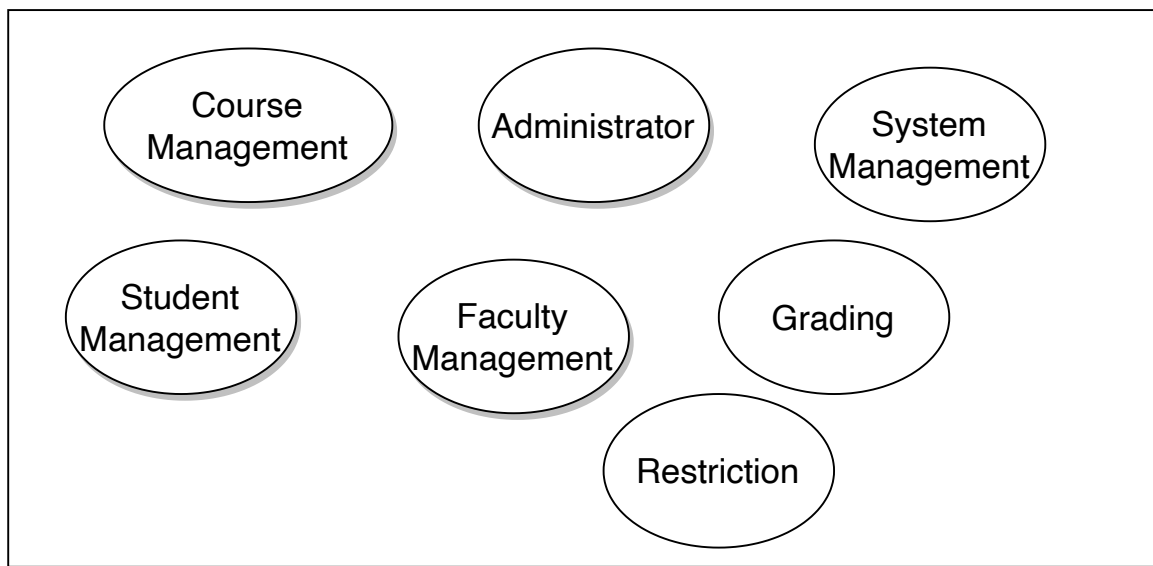 Course
Management
Administrator
System
Management
Student
Management
Faculty
Management
Grading
Restriction